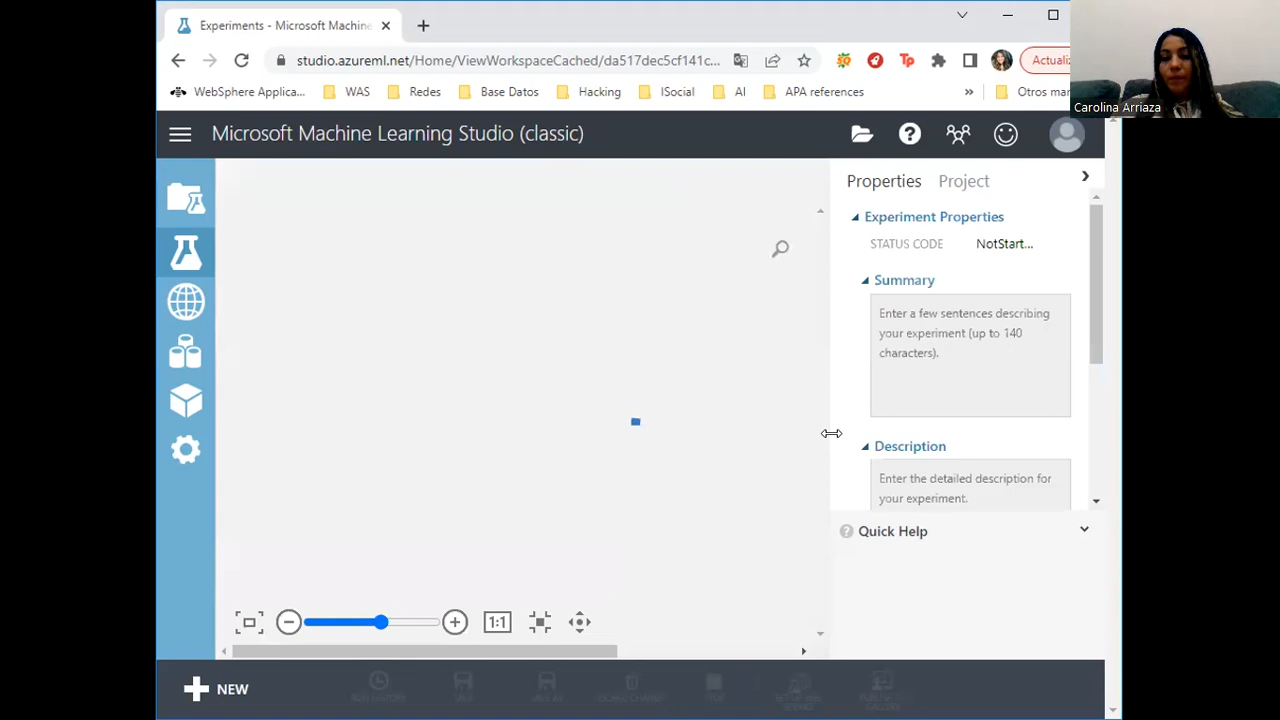 Experiments - Microsoft Machine
studio.azureml.net/Home/ViewWorkspaceCached/da517dec5cf141c...
Actualiz
WebSphere Applica...
WAS
Redes
Base Datos
Hacking
ISocial
AI
APA references
»
Otros mar
Carolina Arriaza
Microsoft Machine Learning Studio (classic)
Properties Project
Experiment Properties
STATUS CODE NotStart...
Summary
Enter a few sentences describing
your experiment (up to 140
characters).
Description
Enter the detailed description for
your experiment.
Quick Help
1:1
NEW